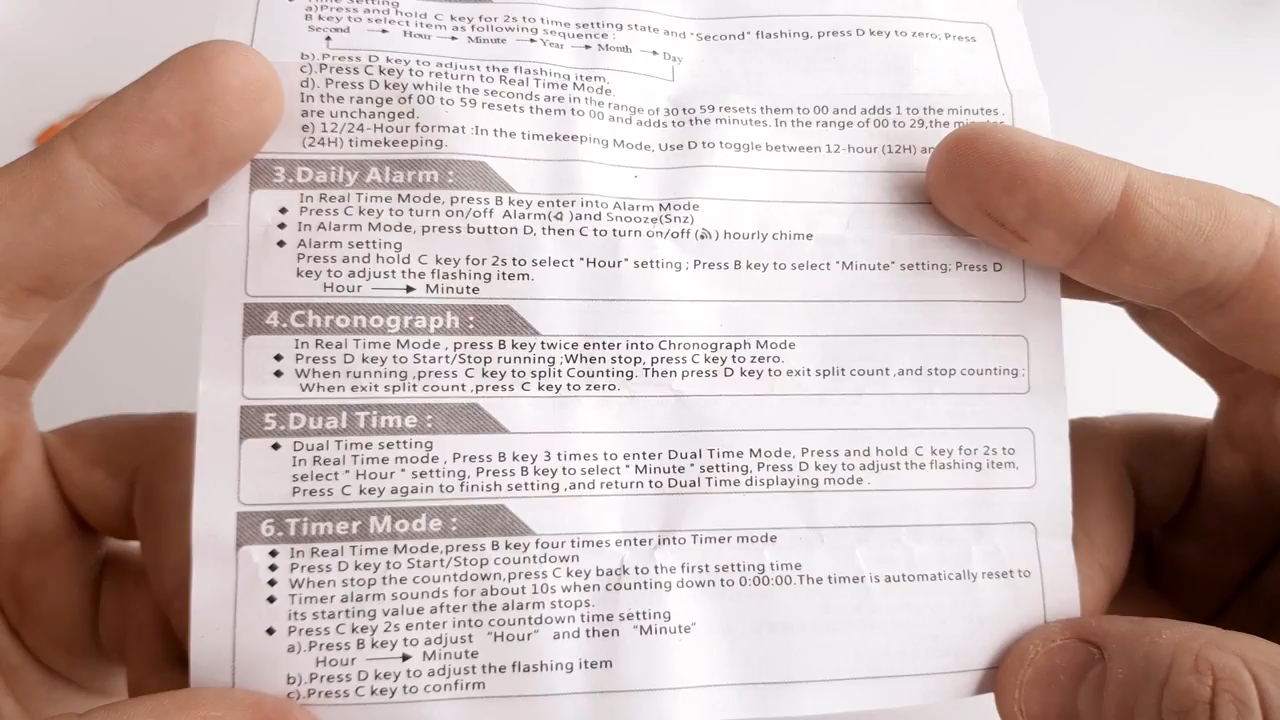 Time Setting
a)Press and hold C key for 2s to time setting state and "Second" flashing, press D key to zero; Press
B key to select item as following sequence :
Second → Hour → Minute → Year → Month → Day
b).Press D key to adjust the flashing item,
c).Press C key to return to Real Time Mode.
d). Press D key while the seconds are in the range of 30 to 59 resets them to 00 and adds 1 to the minutes .
In the range of 00 to 59 resets them to 00 and adds to the minutes. In the range of 00 to 29,the minutes
are unchanged.
e) 12/24-Hour format :In the timekeeping Mode, Use D to toggle between 12-hour (12H) an
(24H) timekeeping.
3.Daily Alarm :
In Real Time Mode, press B key enter into Alarm Mode
◆ Press C key to turn on/off Alarm( )and Snooze(Snz)
◆ In Alarm Mode, press button D, then C to turn on/off ( ) hourly chime
◆ Alarm setting
Press and hold C key for 2s to select "Hour" setting ; Press B key to select "Minute" setting; Press D
key to adjust the flashing item.
Hour → Minute
4.Chronograph :
In Real Time Mode , press B key twice enter into Chronograph Mode
◆ Press D key to Start/Stop running ;When stop, press C key to zero.
◆ When running ,press C key to split Counting. Then press D key to exit split count ,and stop counting ;
When exit split count ,press C key to zero.
5.Dual Time :
◆ Dual Time setting
In Real Time mode , Press B key 3 times to enter Dual Time Mode, Press and hold C key for 2s to
select " Hour " setting, Press B key to select " Minute " setting, Press D key to adjust the flashing item,
Press C key again to finish setting ,and return to Dual Time displaying mode .
6.Timer Mode :
◆ In Real Time Mode,press B key four times enter into Timer mode
◆ Press D key to Start/Stop countdown
◆ When stop the countdown,press C key back to the first setting time
◆ Timer alarm sounds for about 10s when counting down to 0:00:00.The timer is automatically reset to
its starting value after the alarm stops.
◆ Press C key 2s enter into countdown time setting
a).Press B key to adjust "Hour" and then "Minute"
Hour → Minute
b).Press D key to adjust the flashing item
c).Press C key to confirm